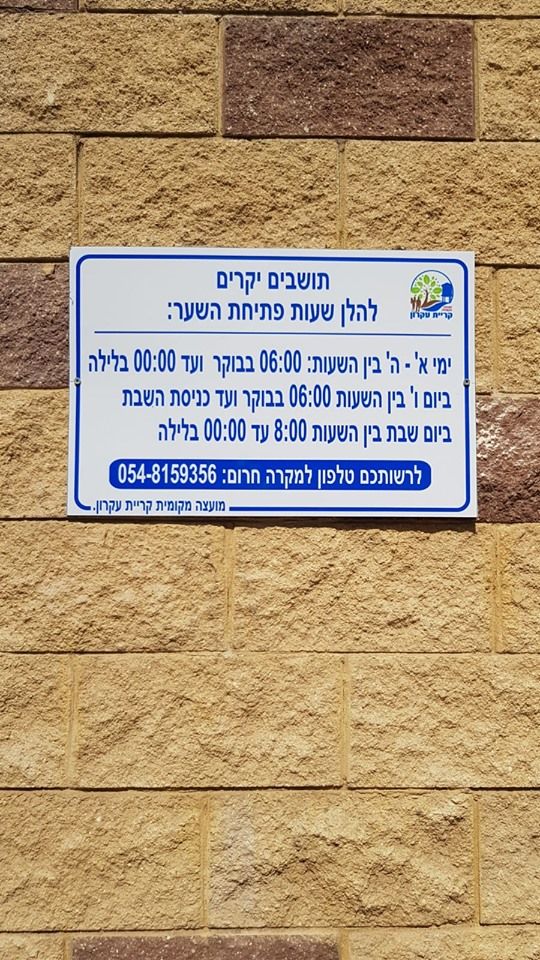 תושבים יקרים
להלן שעות פתיחת השער:
קריית עקרון
ימי א' - ה' בין השעות: 06:00 בבוקר ועד 00:00 בלילה
ביום ו' בין השעות 06:00 בבוקר ועד כניסת השבת
ביום שבת בין השעות 8:00 עד 00:00 בלילה
לרשותכם טלפון למקרה חרום: 054-8159356
מועצה מקומית קריית עקרון.